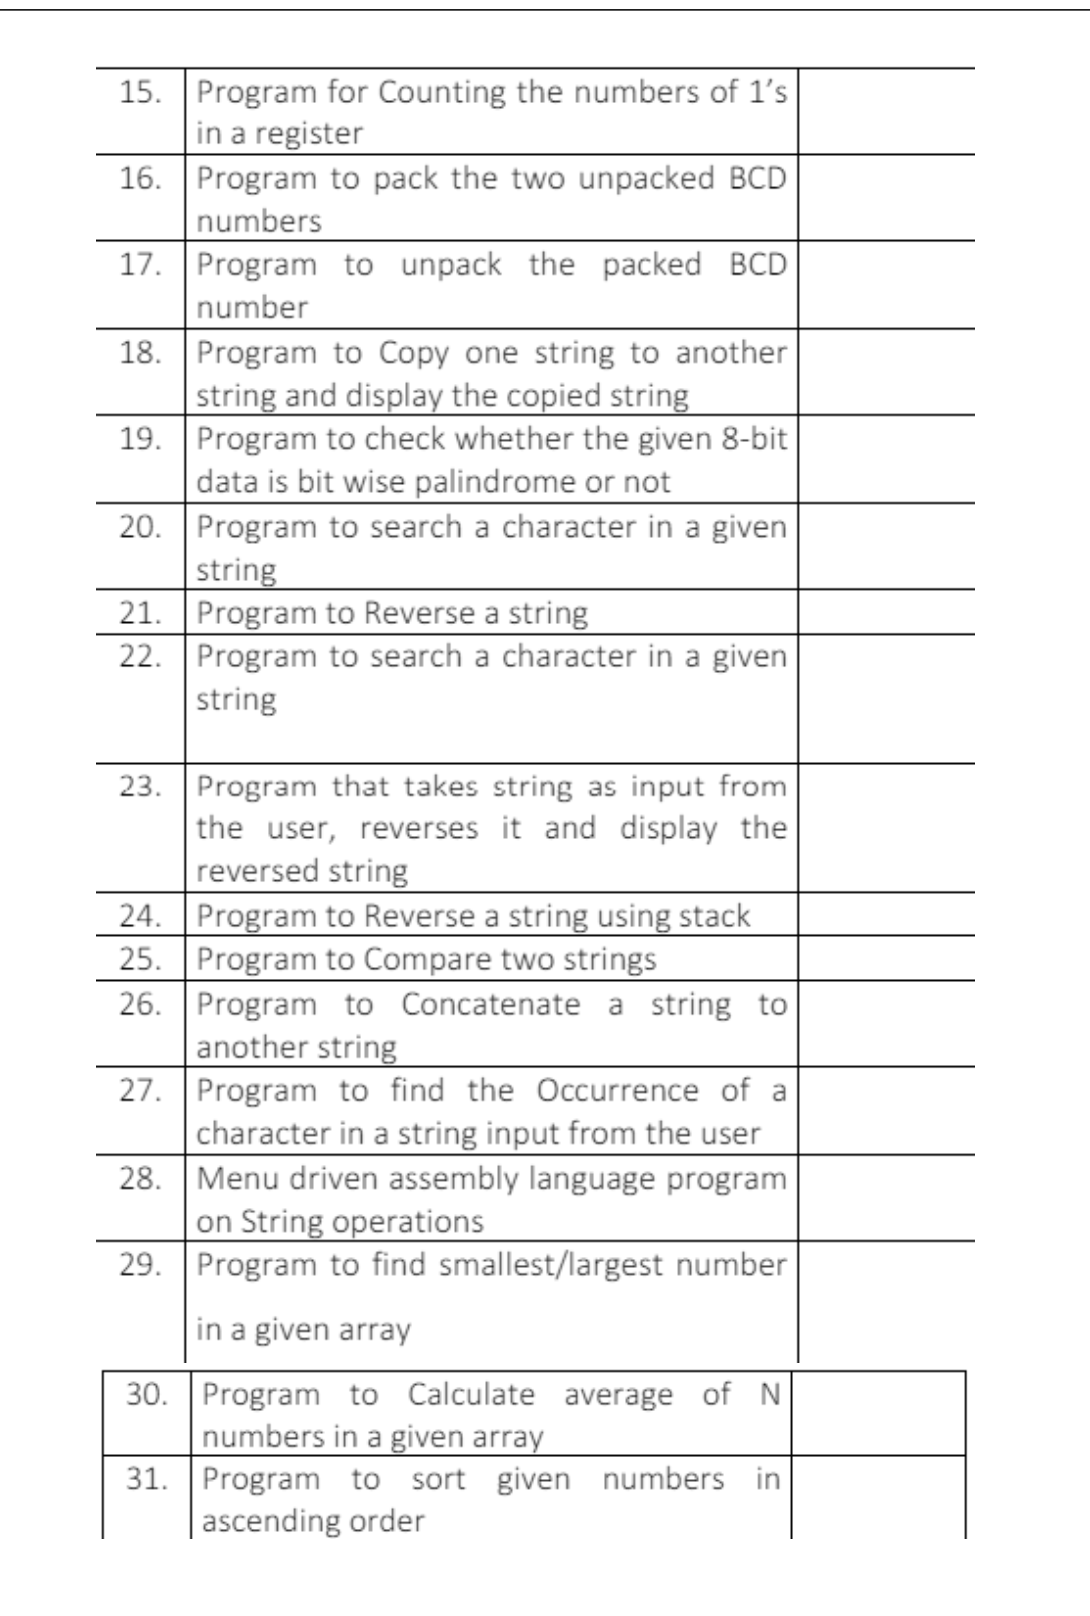 15. Program for Counting the numbers of 1’s
in a register
16. Program to pack the two unpacked BCD
numbers
17. Program to unpack the packed BCD
number
18. Program to Copy one string to another
string and display the copied string
19. Program to check whether the given 8-bit
data is bit wise palindrome or not
20. Program to search a character in a given
string
21. Program to Reverse a string
22. Program to search a character in a given
string
23. Program that takes string as input from
the user, reverses it and display the
reversed string
24. Program to Reverse a string using stack
25. Program to Compare two strings
26. Program to Concatenate a string to
another string
27. Program to find the Occurrence of a
character in a string input from the user
28. Menu driven assembly language program
on String operations
29. Program to find smallest/largest number
in a given array
30. Program to Calculate average of N
numbers in a given array
31. Program to sort given numbers in
ascending order